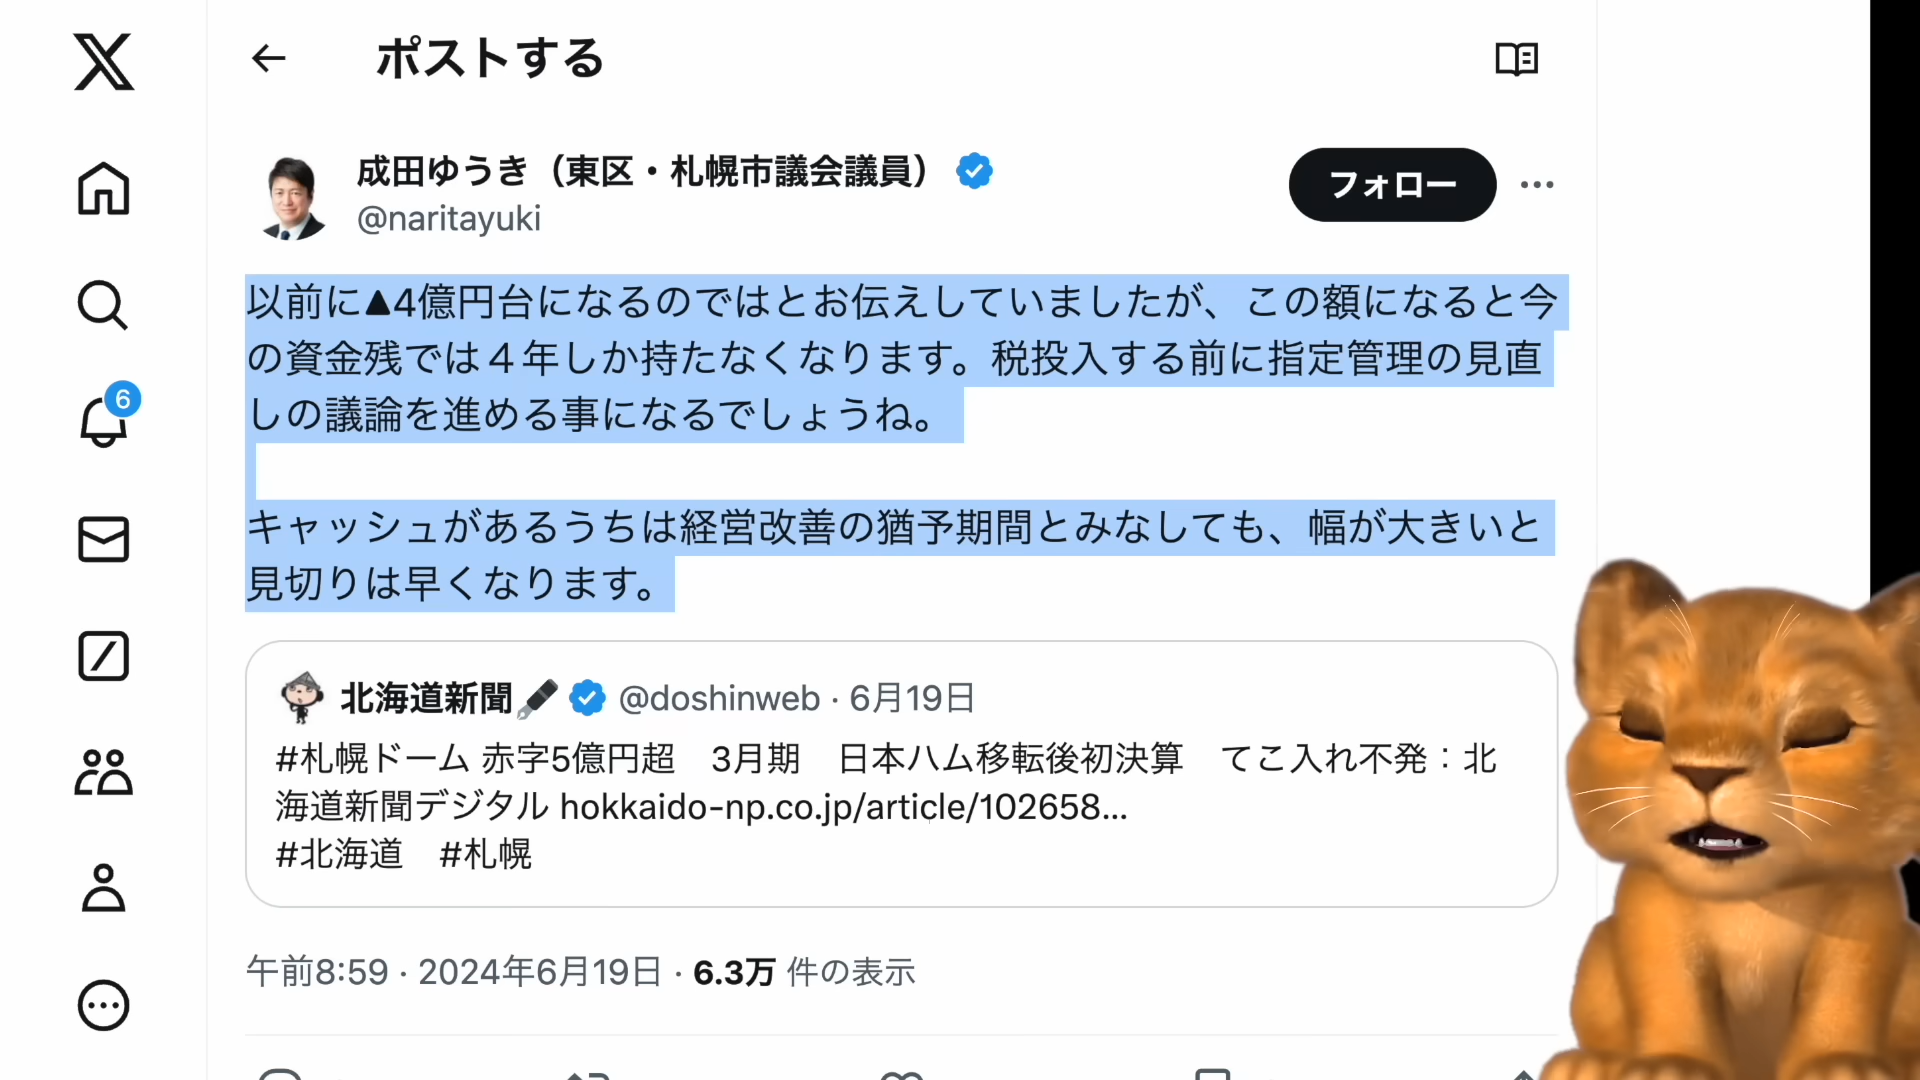 ポストする
成田ゆうき（東区・札幌市議会議員）
フォロー
@naritayuki
以前に▲4億円台になるのではとお伝えしていましたが、この額になると今
の資金残では４年しか持たなくなります。税投入する前に指定管理の見直
しの議論を進める事になるでしょうね。
キャッシュがあるうちは経営改善の猶予期間とみなしても、幅が大きいと
見切りは早くなります。
6
北海道新聞 @doshinweb · 6月19日
#札幌ドーム 赤字5億円超　3月期　日本ハム移転後初決算　てこ入れ不発：北
海道新聞デジタル hokkaido-np.co.jp/article/102658…
#北海道　#札幌
午前8:59 · 2024年6月19日 · 6.3万 件の表示